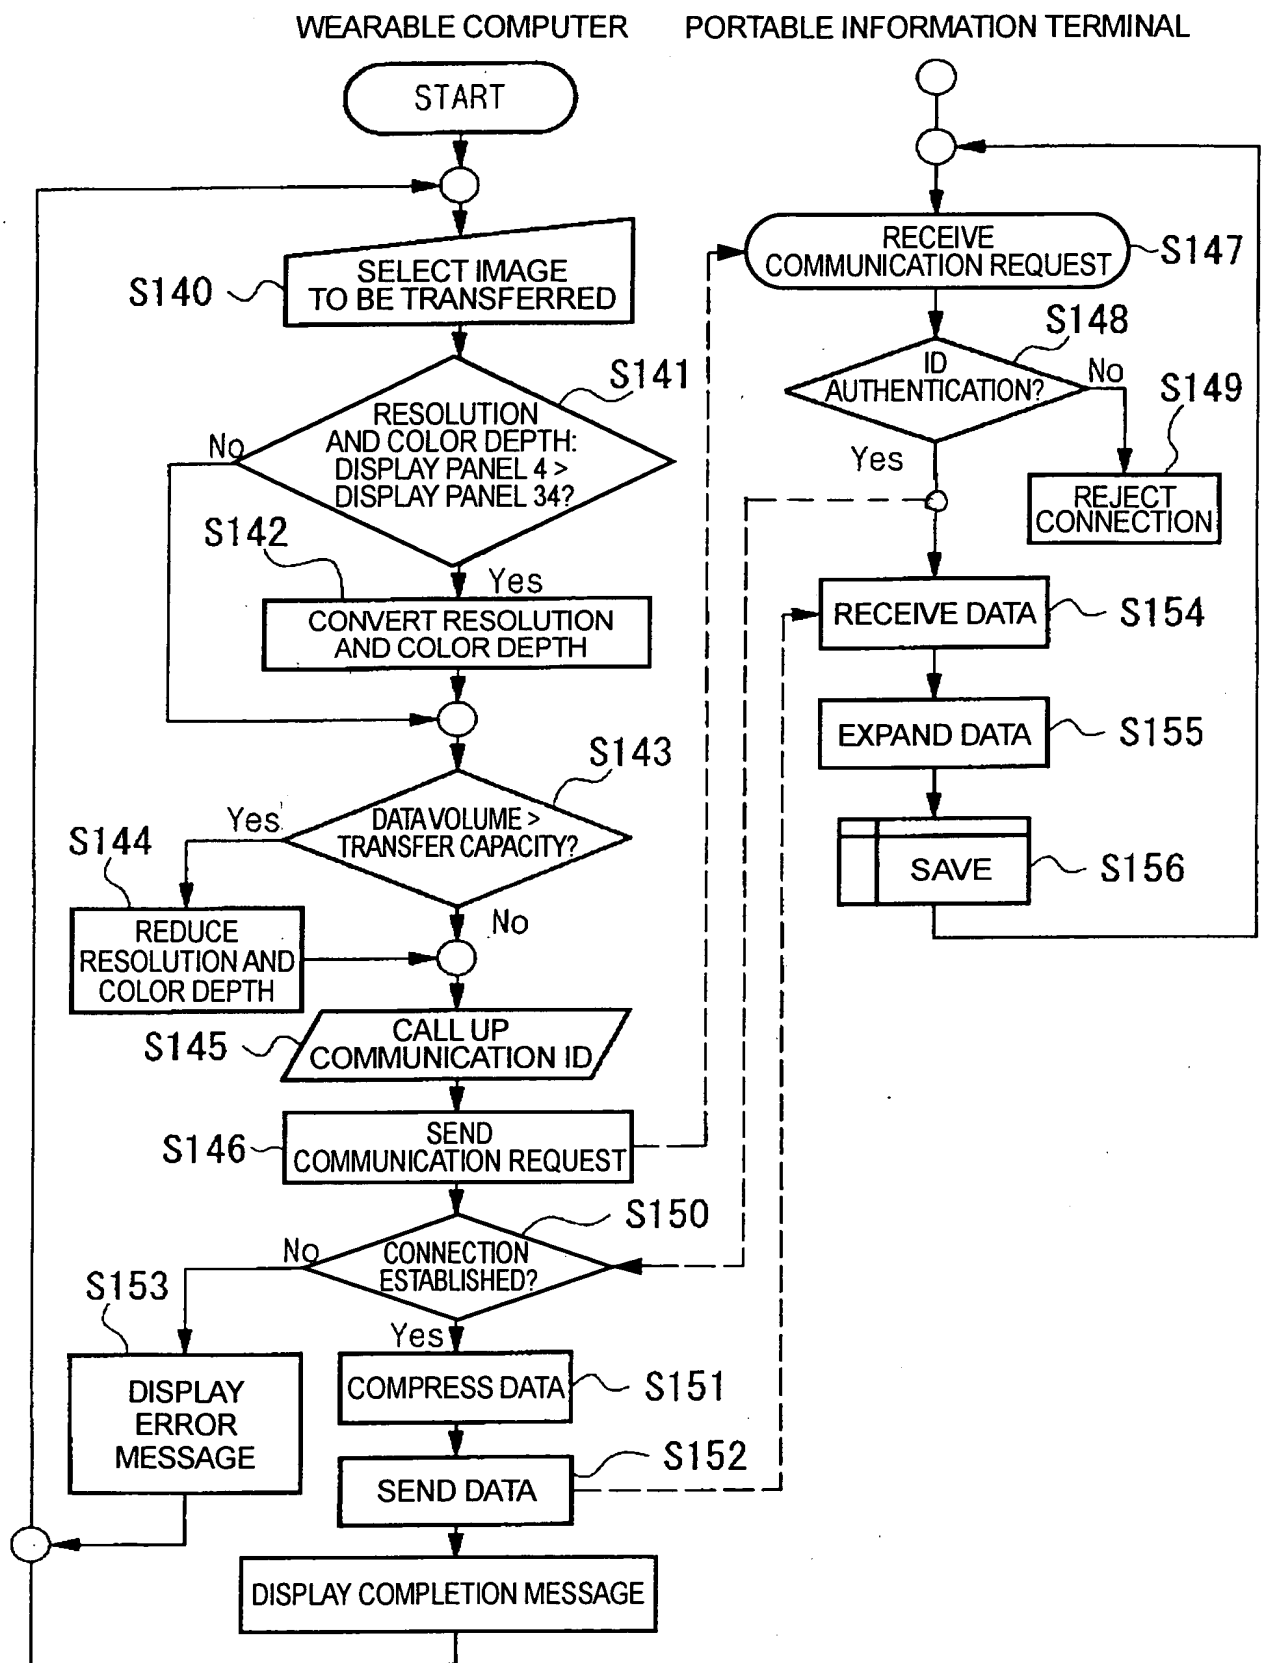 WEARABLE COMPUTER
START
S140
SELECT IMAGE
TO BE TRANSFERRED
S141
RESOLUTION
AND COLOR DEPTH:
DISPLAY PANEL 4 >
DISPLAY PANEL 34?
No
Yes
S142
CONVERT RESOLUTION
AND COLOR DEPTH
S143
DATA VOLUME >
TRANSFER CAPACITY?
Yes
No
S144
REDUCE
RESOLUTION AND
COLOR DEPTH
S145
CALL UP
COMMUNICATION ID
S146
SEND
COMMUNICATION REQUEST
S150
CONNECTION
ESTABLISHED?
No
Yes
S153
DISPLAY
ERROR
MESSAGE
COMPRESS DATA
S151
SEND DATA
S152
DISPLAY COMPLETION MESSAGE
PORTABLE INFORMATION TERMINAL
RECEIVE
COMMUNICATION REQUEST
S147
S148
ID
AUTHENTICATION?
No
Yes
S149
REJECT
CONNECTION
RECEIVE DATA
S154
EXPAND DATA
S155
SAVE
S156